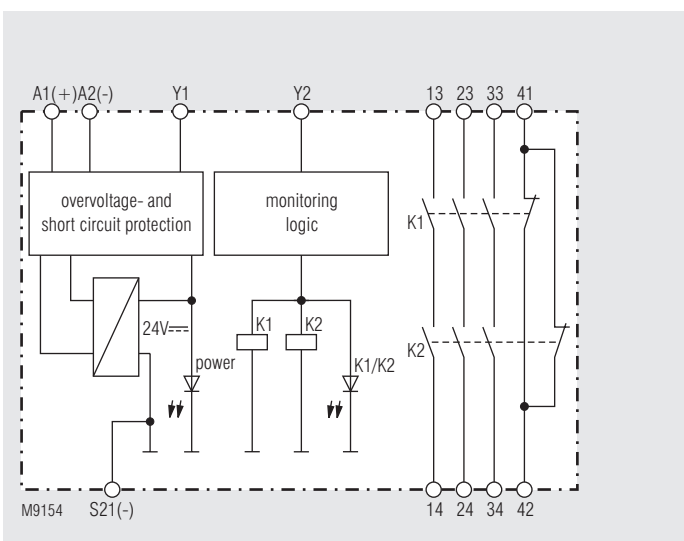 A1(+) A2(-) Y1 Y2 13 23 33 41
overvoltage- and
short circuit protection
monitoring
logic
K1
24V
K1 K2
power
K1/K2
K2
M9154 S21(-) 14 24 34 42